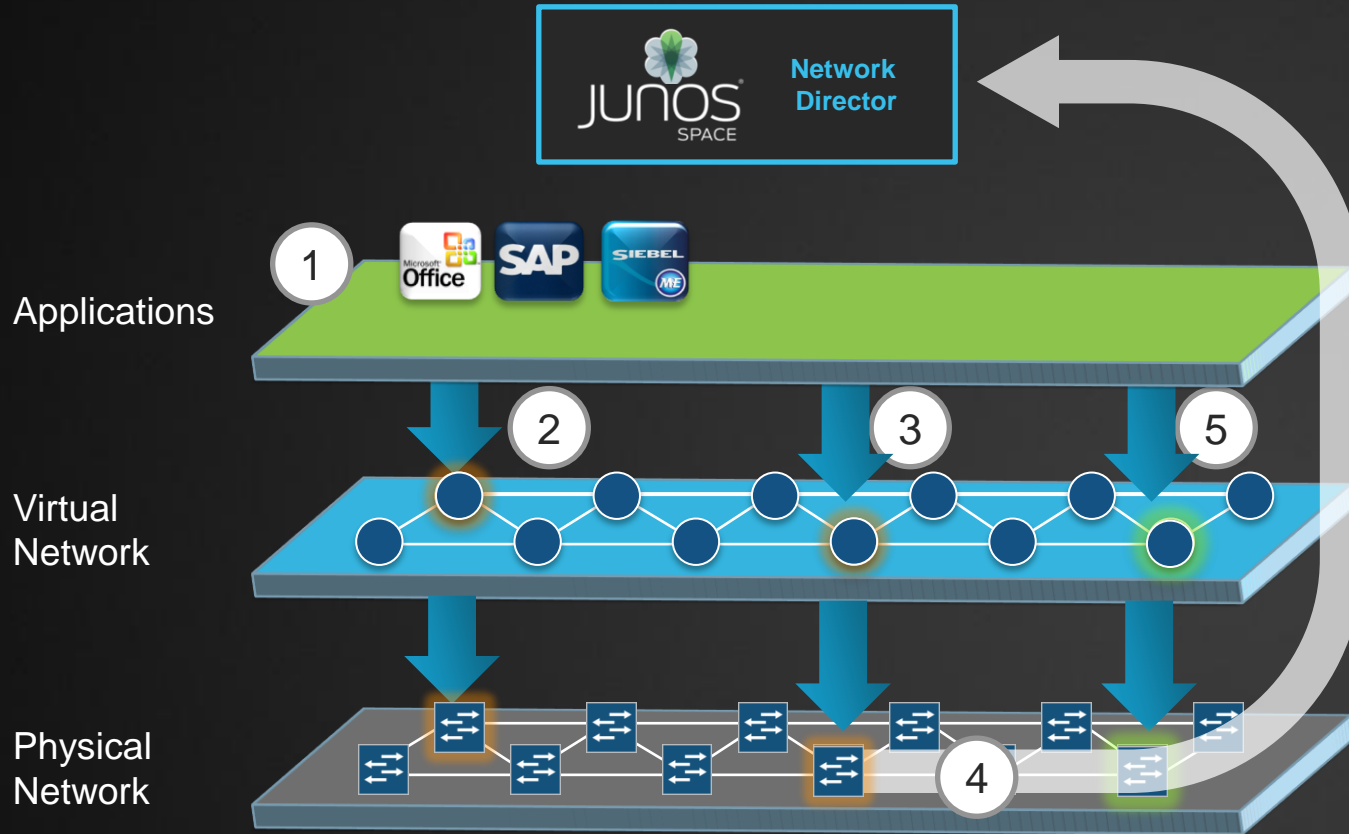 JUNOS
SPACE
Network
Director
1
Microsoft
Office
SAP
SIEBEL
ME
Applications
2
3
5
Virtual
Network
Physical
Network
4